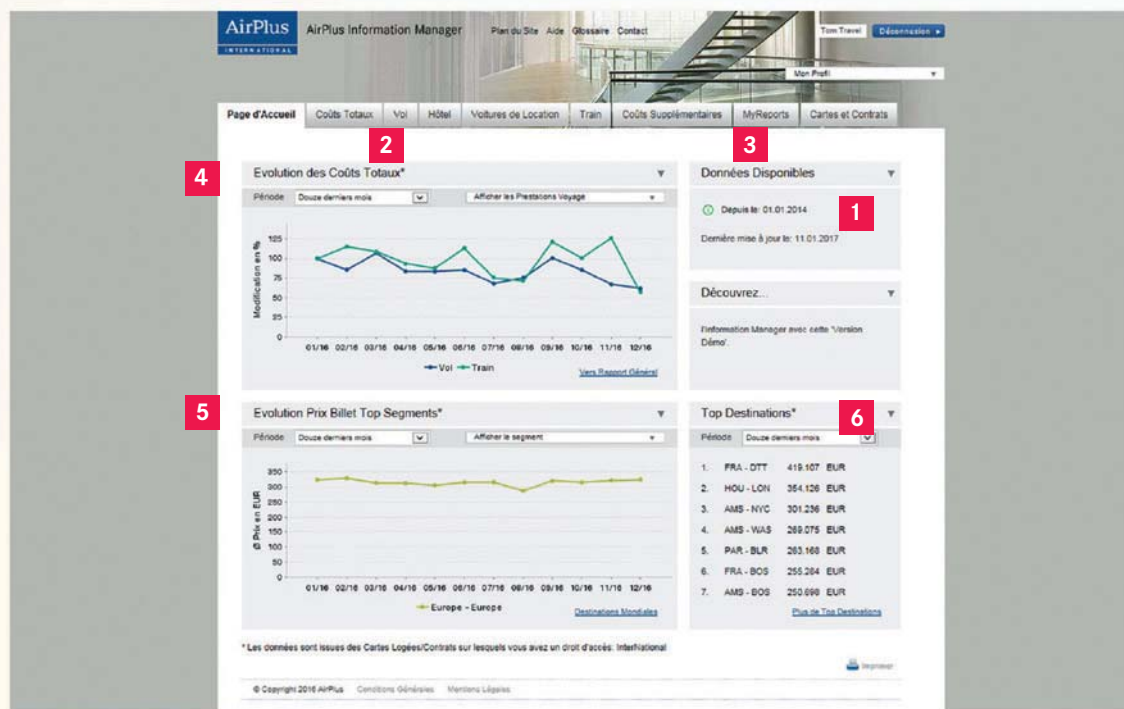 AirPlus
INTERNATIONAL
AirPlus Information Manager
Plan du Site Aide Glossaire Contact
Tom Travel
Déconnexion
Mon Profil
Page d'Accueil Coûts Totaux Vol Hôtel Voitures de Location Train Coûts Supplémentaires MyReports Cartes et Contrats
2
3
4
Evolution des Coûts Totaux*
Période Douze derniers mois Afficher les Prestations Voyage
Modification en %
125
100
75
50
25
0
01/16 02/16 03/16 04/16 05/16 06/16 07/16 08/16 09/16 10/16 11/16 12/16
Vol Train
Vers Rapport Général
Données Disponibles
1
Depuis le: 01.01.2014
Dernière mise à jour le: 11.01.2017
Découvrez...
l'Information Manager avec cette 'Version
Démo'.
5
Evolution Prix Billet Top Segments*
Période Douze derniers mois Afficher le segment
Ø Prix en EUR
350
300
250
200
150
100
50
0
01/16 02/16 03/16 04/16 05/16 06/16 07/16 08/16 09/16 10/16 11/16 12/16
Europe - Europe
Destinations Mondiales
Top Destinations*
6
Période Douze derniers mois
1. FRA - DTT 419.107 EUR
2. HOU - LON 354.126 EUR
3. AMS - NYC 301.236 EUR
4. AMS - WAS 269.075 EUR
5. PAR - BLR 263.168 EUR
6. FRA - BOS 255.284 EUR
7. AMS - BOS 250.698 EUR
Plus de Top Destinations
* Les données sont issues des Cartes Logées/Contrats sur lesquels vous avez un droit d'accès: InterNational
Imprimer
© Copyright 2016 AirPlus Conditions Générales Mentions Légales